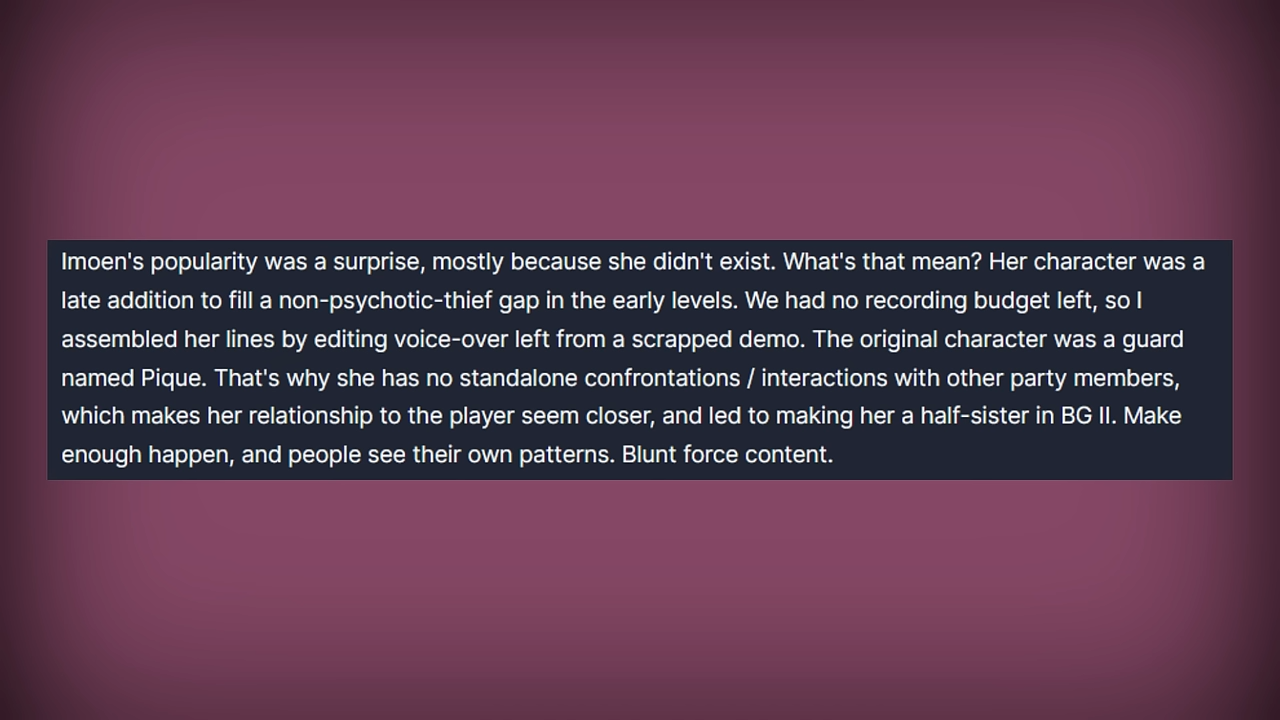 Imoen's popularity was a surprise, mostly because she didn't exist. What's that mean? Her character was a
late addition to fill a non-psychotic-thief gap in the early levels. We had no recording budget left, so I
assembled her lines by editing voice-over left from a scrapped demo. The original character was a guard
named Pique. That's why she has no standalone confrontations / interactions with other party members,
which makes her relationship to the player seem closer, and led to making her a half-sister in BG II. Make
enough happen, and people see their own patterns. Blunt force content.